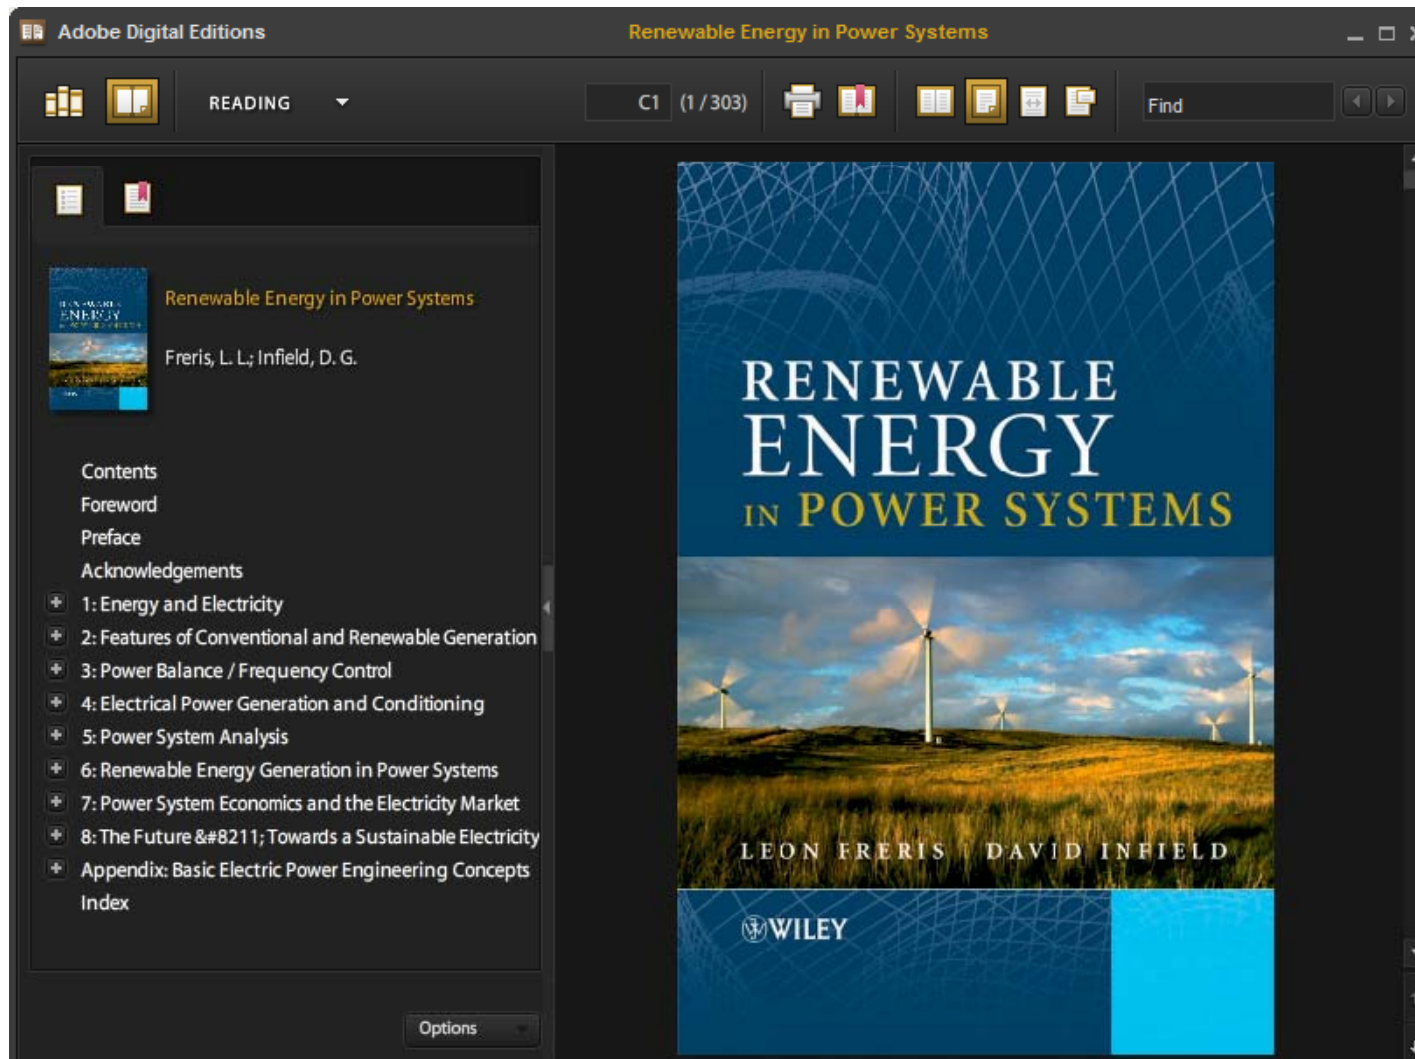 Adobe Digital Editions
Renewable Energy in Power Systems
READING
C1 (1 / 303)
Find
Renewable Energy in Power Systems
Freris, L. L.; Infield, D. G.
Contents
Foreword
Preface
Acknowledgements
1: Energy and Electricity
2: Features of Conventional and Renewable Generation
3: Power Balance / Frequency Control
4: Electrical Power Generation and Conditioning
5: Power System Analysis
6: Renewable Energy Generation in Power Systems
7: Power System Economics and the Electricity Market
8: The Future &#8211; Towards a Sustainable Electricity
Appendix: Basic Electric Power Engineering Concepts
Index
Options
RENEWABLE
ENERGY
IN POWER SYSTEMS
LEON FRERIS | DAVID INFIELD
WILEY